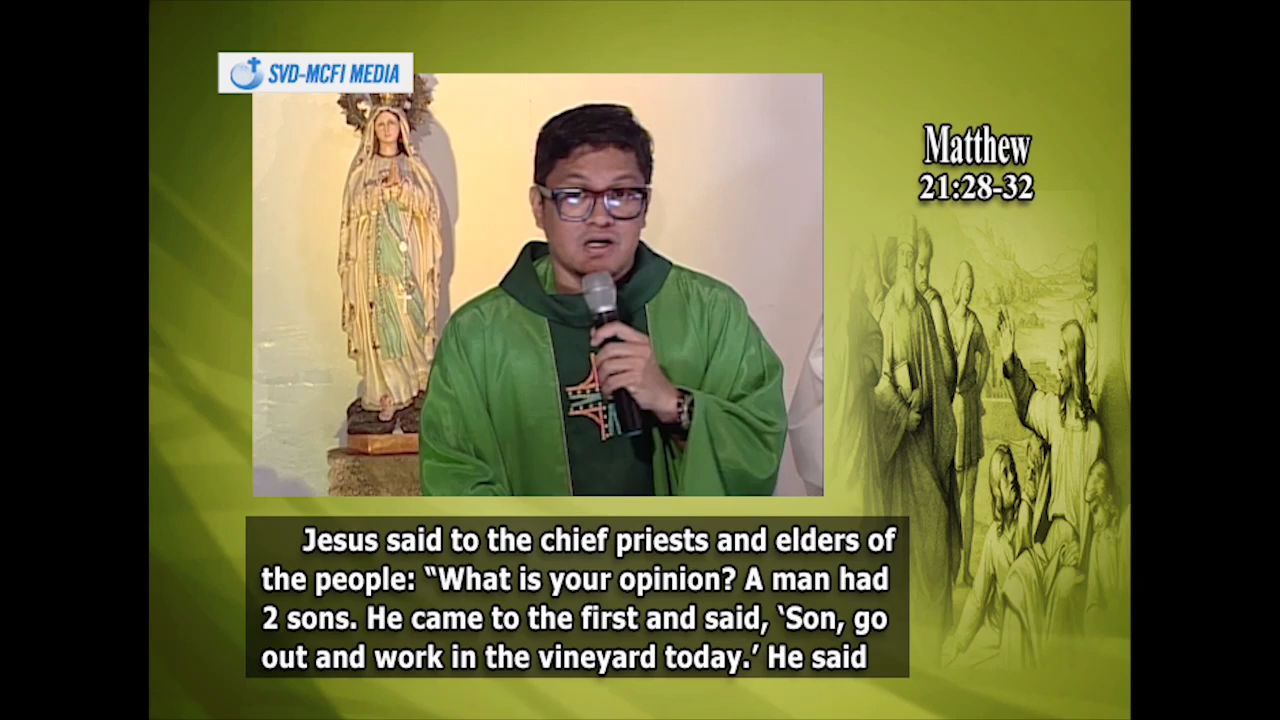 SVD-MCFI MEDIA
Matthew
21:28-32
Jesus said to the chief priests and elders of
the people: “What is your opinion? A man had
2 sons. He came to the first and said, ‘Son, go
out and work in the vineyard today.’ He said